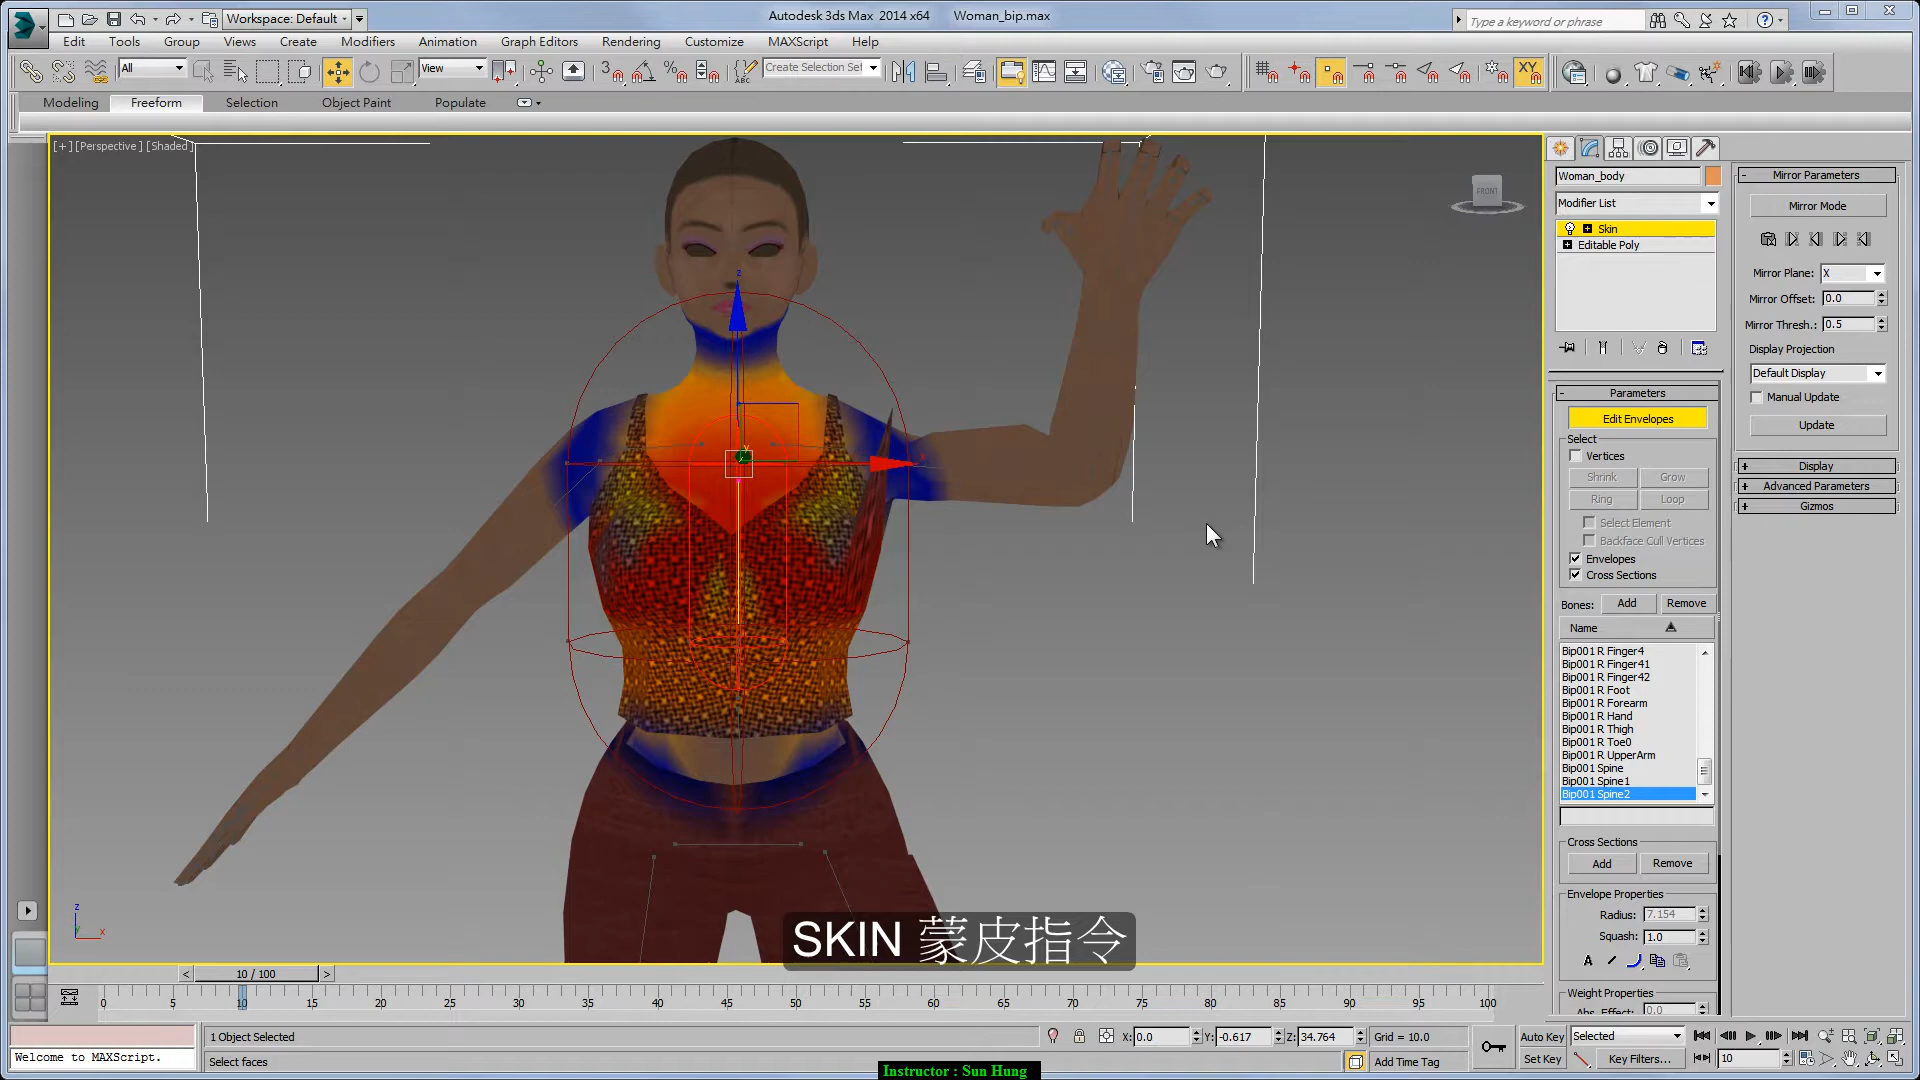 Workspace: Default
Autodesk 3ds Max 2014 x64 Woman_bip.max
Type a keyword or phrase
Edit Tools Group Views Create Modifiers Animation Graph Editors Rendering Customize MAXScript Help
All
View
Create Selection Set
XY
Modeling Freeform Selection Object Paint Populate
[+][Perspective][Shaded]
FRONT
z
x
SKIN 蒙皮指令
Woman_body
Modifier List
Skin
Editable Poly
Parameters
Edit Envelopes
Select
Vertices
Shrink Grow
Ring Loop
Select Element
Backface Cull Vertices
Envelopes
Cross Sections
Bones: Add Remove
Name
Bip001 R Finger4
Bip001 R Finger41
Bip001 R Finger42
Bip001 R Foot
Bip001 R Forearm
Bip001 R Hand
Bip001 R Thigh
Bip001 R Toe0
Bip001 R UpperArm
Bip001 Spine
Bip001 Spine1
Bip001 Spine2
Cross Sections
Add Remove
Envelope Properties
Radius: 7.154
Squash: 1.0
A
Weight Properties
Abs. Effect: 0.0
Mirror Parameters
Mirror Mode
Mirror Plane: X
Mirror Offset: 0.0
Mirror Thresh.: 0.5
Display Projection
Default Display
Manual Update
Update
Display
Advanced Parameters
Gizmos
10 / 100
0 5 10 15 20 25 30 35 40 45 50 55 60 65 70 75 80 85 90 95 100
1 Object Selected
X: 0.0 Y: -0.617 Z: 34.764 Grid = 10.0
Auto Key Selected
Welcome to MAXScript.
Select faces
Add Time Tag
Set Key Key Filters... 10
Instructor : Sun Hung